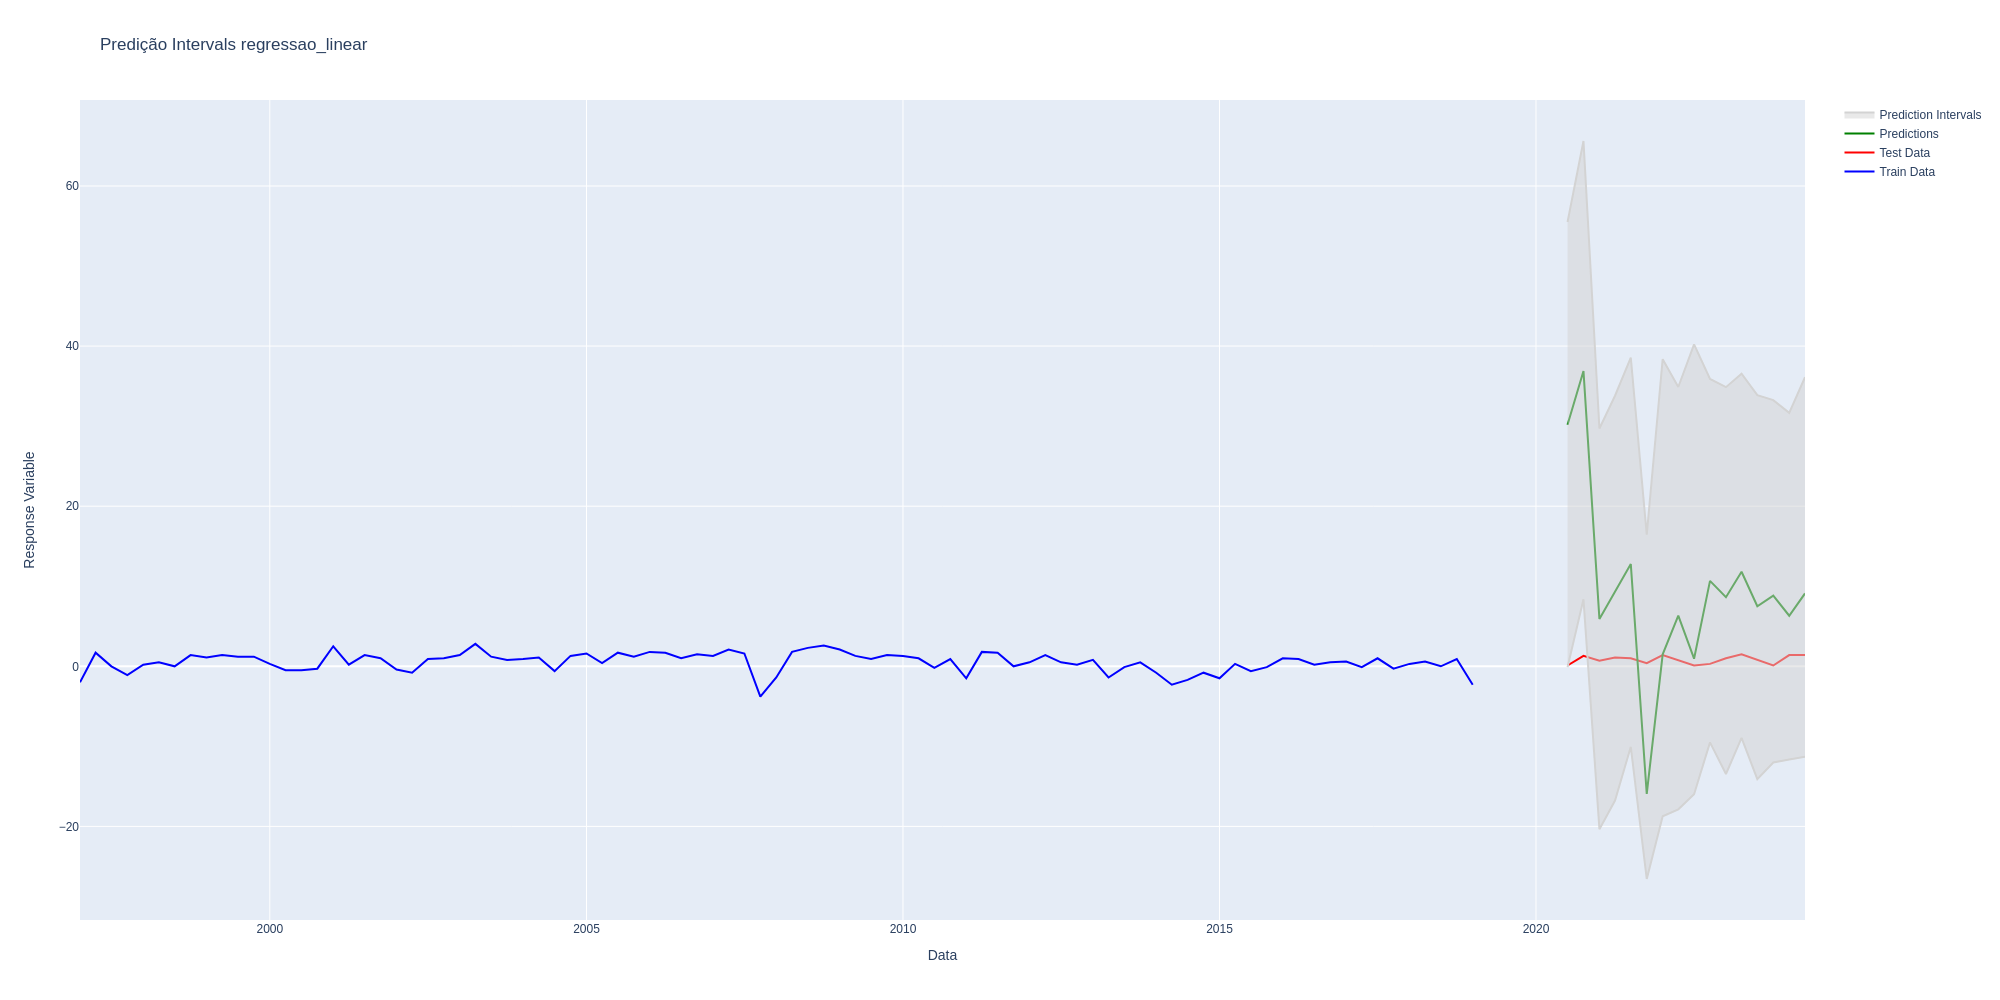 Predição Intervals regressao_linear
Prediction Intervals
Predictions
Test Data
Train Data
60
40
20
0
−20
Response Variable
2000
2005
2010
2015
2020
Data